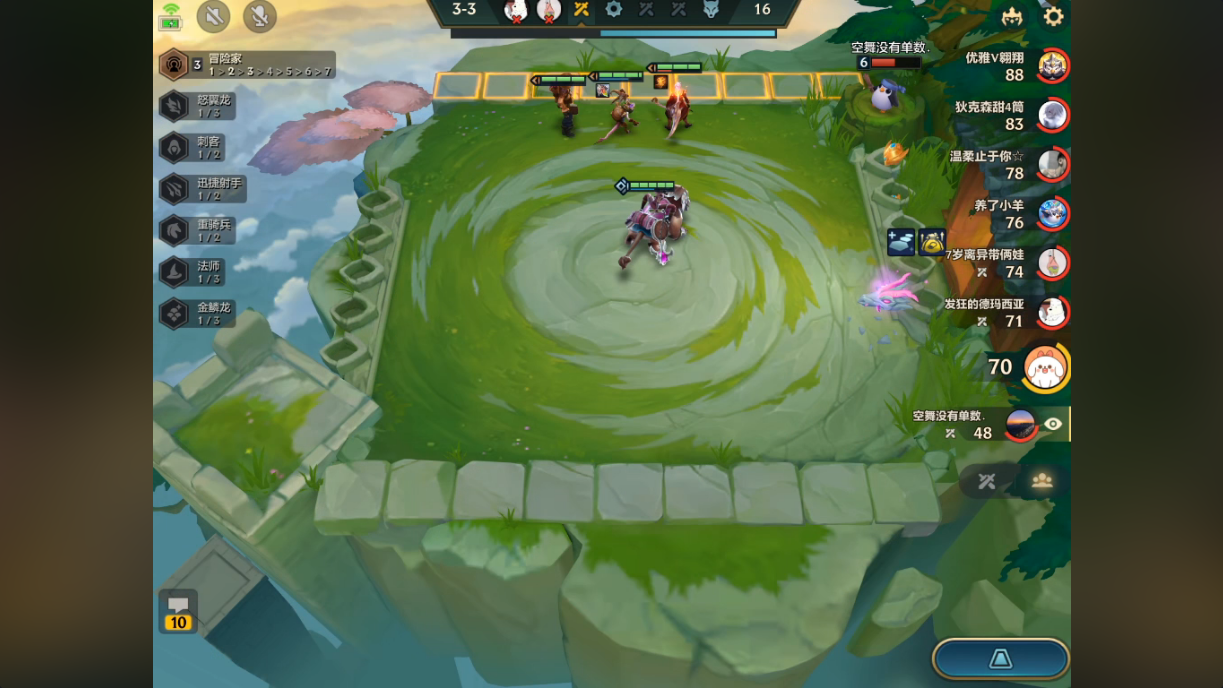 3-3
16
3 冒险家
1 > 2 > 3 > 4 > 5 > 6 > 7
怒翼龙
1 / 3
刺客
1 / 2
迅捷射手
1 / 2
重骑兵
1 / 2
法师
1 / 3
金鳞龙
1 / 3
空舞没有单数.
6
优雅V翱翔
88
狄克森甜4筒
83
温柔止于你☆
78
养了小羊
76
7岁离异带俩娃
74
发狂的德玛西亚
71
70
空舞没有单数.
48
10